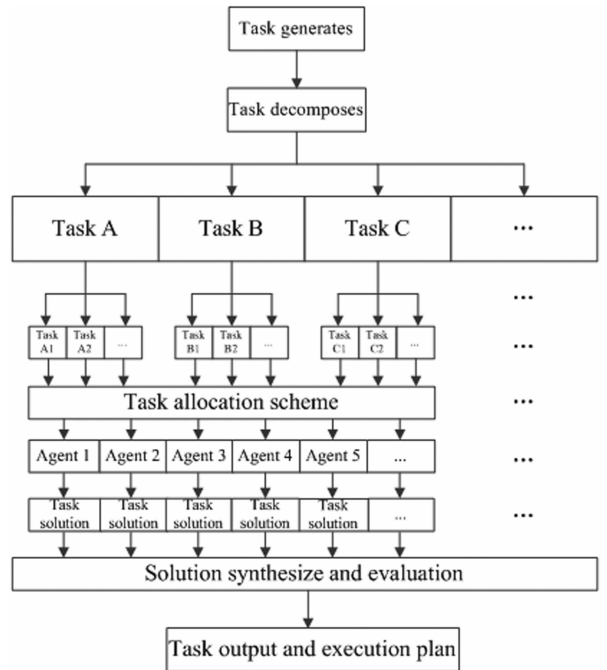 Task generates
Task decomposes
Task A Task B Task C ...
...
Task A1 Task A2 ... Task B1 Task B2 ... Task C1 Task C2 ... ...
Task allocation scheme ...
Agent 1 Agent 2 Agent 3 Agent 4 Agent 5 ... ...
Task solution Task solution Task solution Task solution Task solution ... ...
Solution synthesize and evaluation
Task output and execution plan